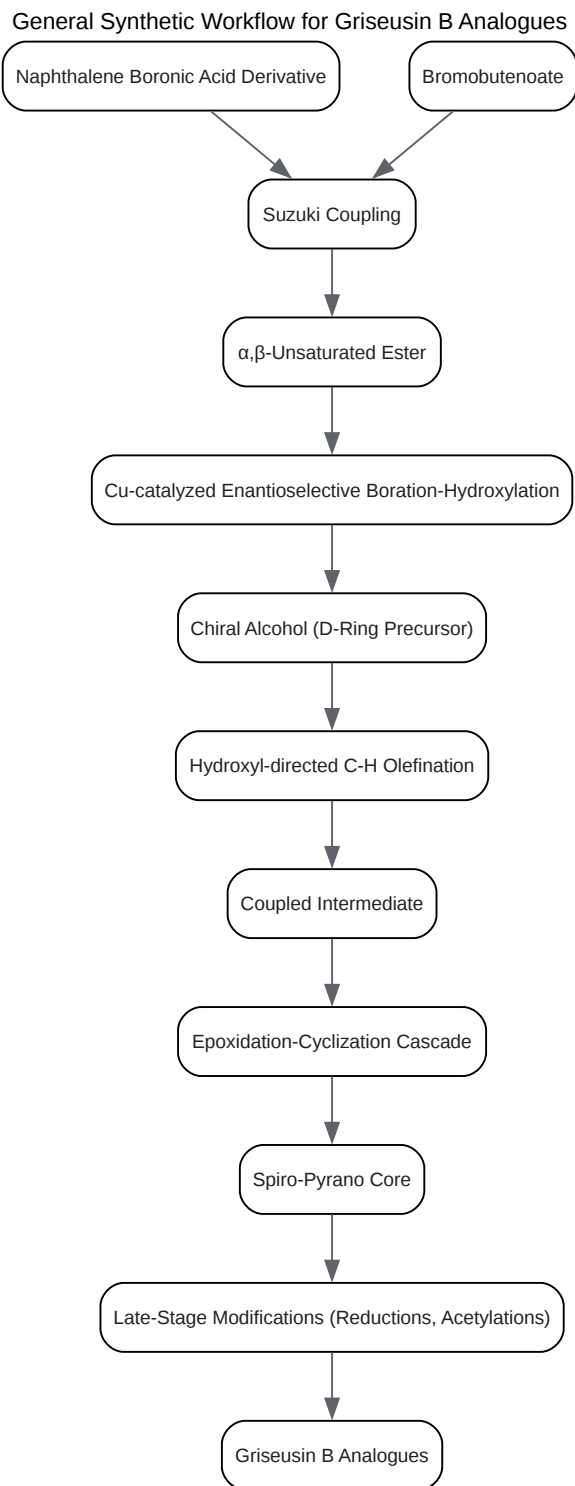 General Synthetic Workflow for Griseusin B Analogues
Naphthalene Boronic Acid Derivative
Bromobutenoate
Suzuki Coupling
α,β-Unsaturated Ester
Cu-catalyzed Enantioselective Boration-Hydroxylation
Chiral Alcohol (D-Ring Precursor)
Hydroxyl-directed C-H Olefination
Coupled Intermediate
Epoxidation-Cyclization Cascade
Spiro-Pyrano Core
Late-Stage Modifications (Reductions, Acetylations)
Griseusin B Analogues